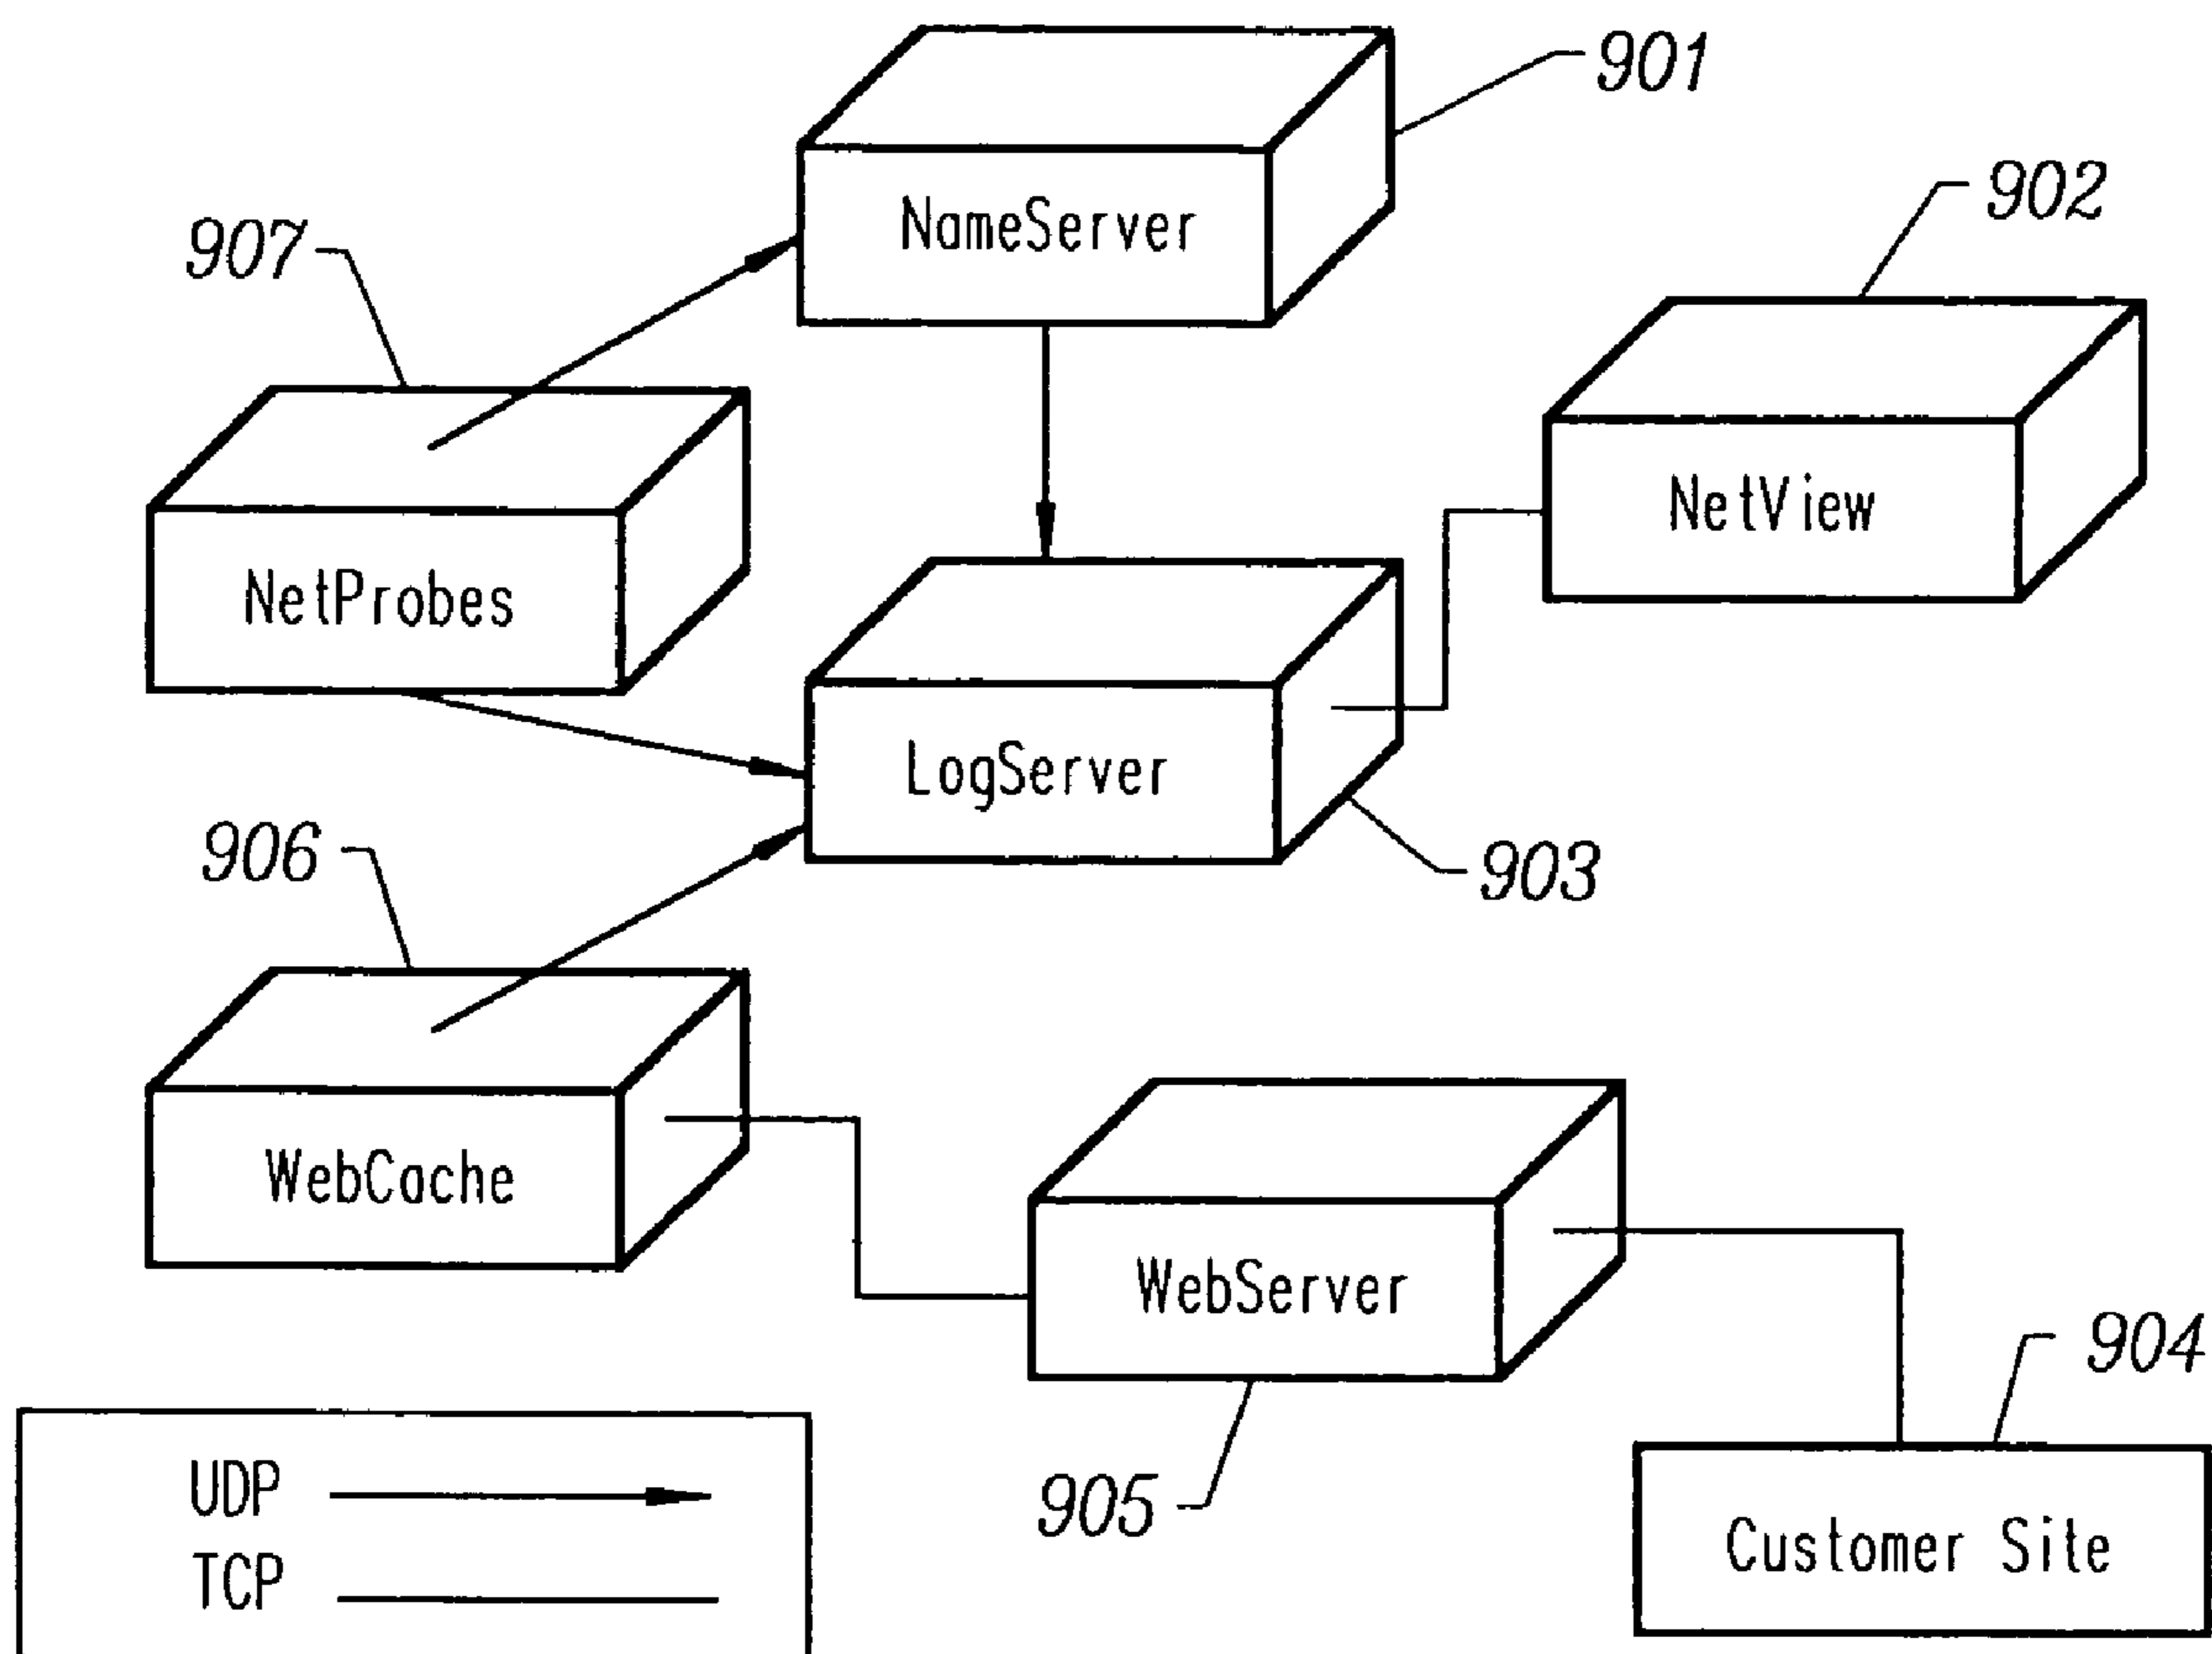 901
NameServer
902
907
NetView
NetProbes
LogServer
906
903
WebCache
WebServer
904
905
Customer Site
UDP
TCP